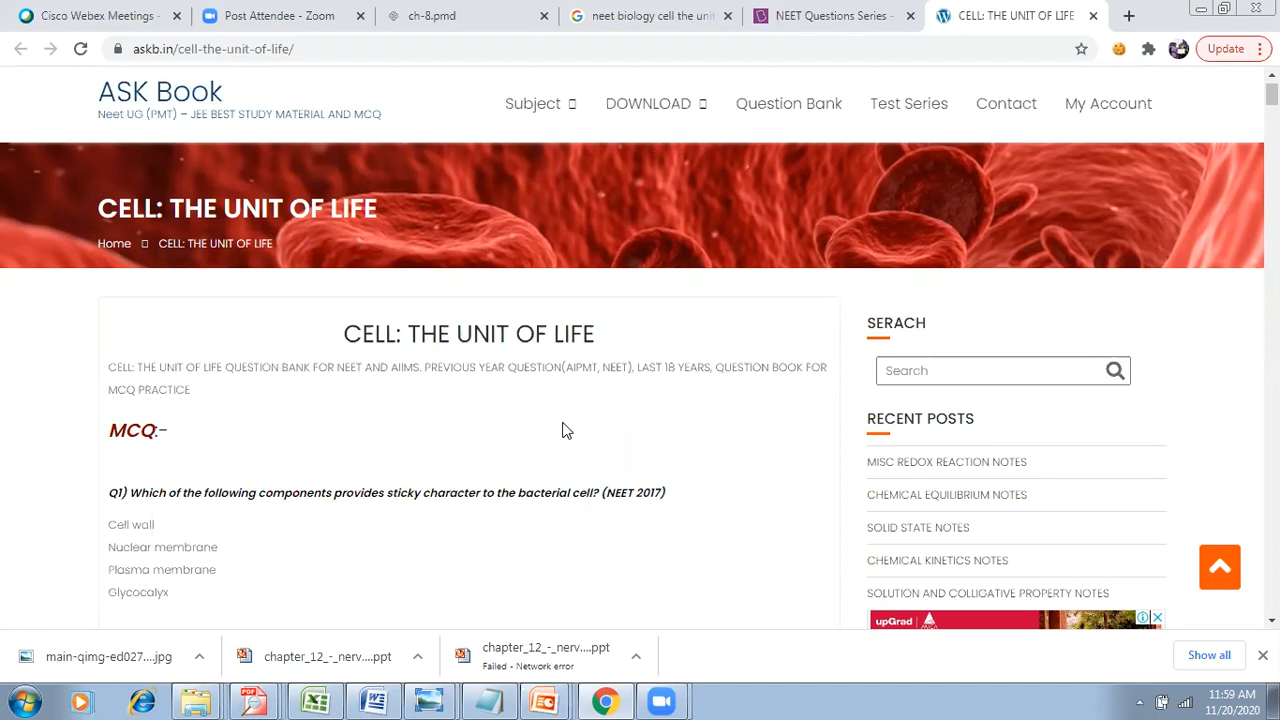 Cisco Webex Meetings -
Post Attendee - Zoom
ch-8.pmd
neet biology cell the unit
NEET Questions Series -
CELL: THE UNIT OF LIFE
askb.in/cell-the-unit-of-life/
Update
ASK Book
Neet UG (PMT) – JEE BEST STUDY MATERIAL AND MCQ
Subject
DOWNLOAD
Question Bank
Test Series
Contact
My Account
CELL: THE UNIT OF LIFE
Home
CELL: THE UNIT OF LIFE
CELL: THE UNIT OF LIFE
CELL: THE UNIT OF LIFE QUESTION BANK FOR NEET AND AIIMS. PREVIOUS YEAR QUESTION(AIPMT, NEET), LAST 18 YEARS, QUESTION BOOK FOR
MCQ PRACTICE
MCQ:-
Q1) Which of the following components provides sticky character to the bacterial cell? (NEET 2017)
Cell wall
Nuclear membrane
Plasma membrane
Glycocalyx
SERACH
Search
RECENT POSTS
MISC REDOX REACTION NOTES
CHEMICAL EQUILIBRIUM NOTES
SOLID STATE NOTES
CHEMICAL KINETICS NOTES
SOLUTION AND COLLIGATIVE PROPERTY NOTES
upGrad
MICA
main-qimg-ed027....jpg
chapter_12_-_nerv....ppt
chapter_12_-_nerv....ppt
Failed - Network error
Show all
11:59 AM
11/20/2020